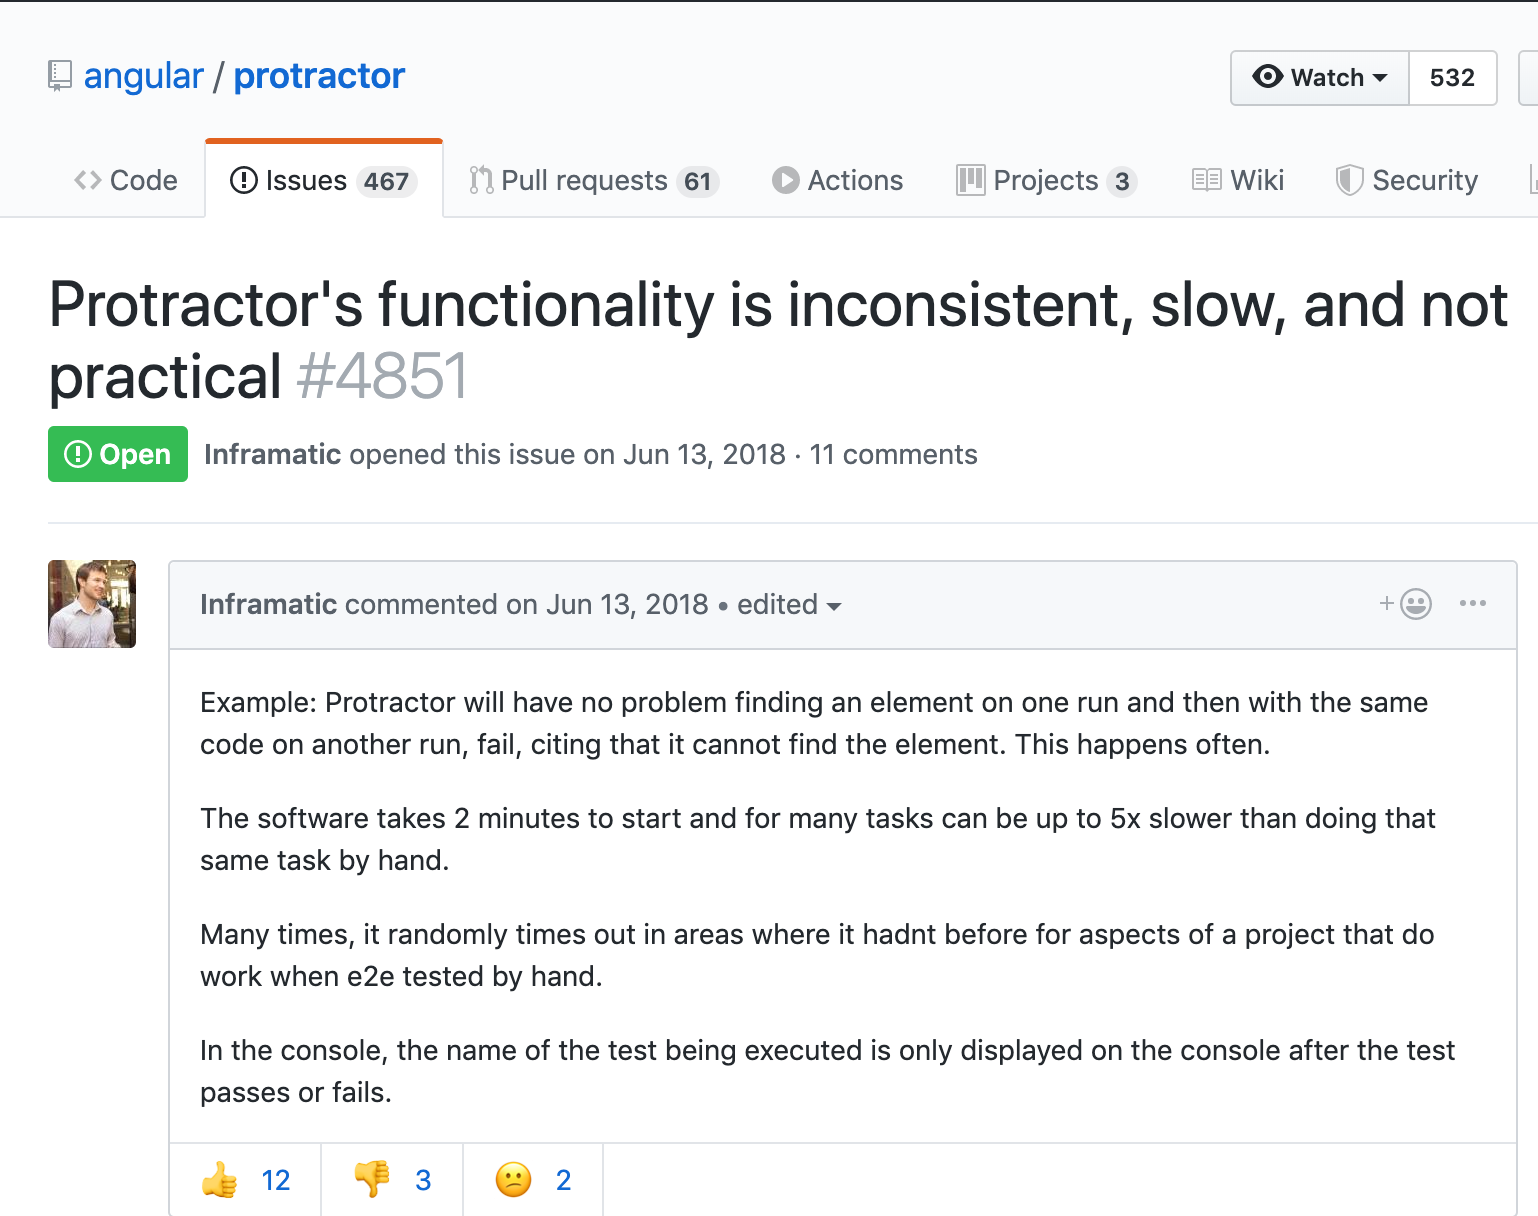 angular / protractor
Watch 532
Code Issues 467 Pull requests 61 Actions Projects 3 Wiki Security
Protractor's functionality is inconsistent, slow, and not
practical #4851
Open Inframatic opened this issue on Jun 13, 2018 · 11 comments
Inframatic commented on Jun 13, 2018 • edited
Example: Protractor will have no problem finding an element on one run and then with the same
code on another run, fail, citing that it cannot find the element. This happens often.
The software takes 2 minutes to start and for many tasks can be up to 5x slower than doing that
same task by hand.
Many times, it randomly times out in areas where it hadnt before for aspects of a project that do
work when e2e tested by hand.
In the console, the name of the test being executed is only displayed on the console after the test
passes or fails.
👍 12 👎 3 😕 2